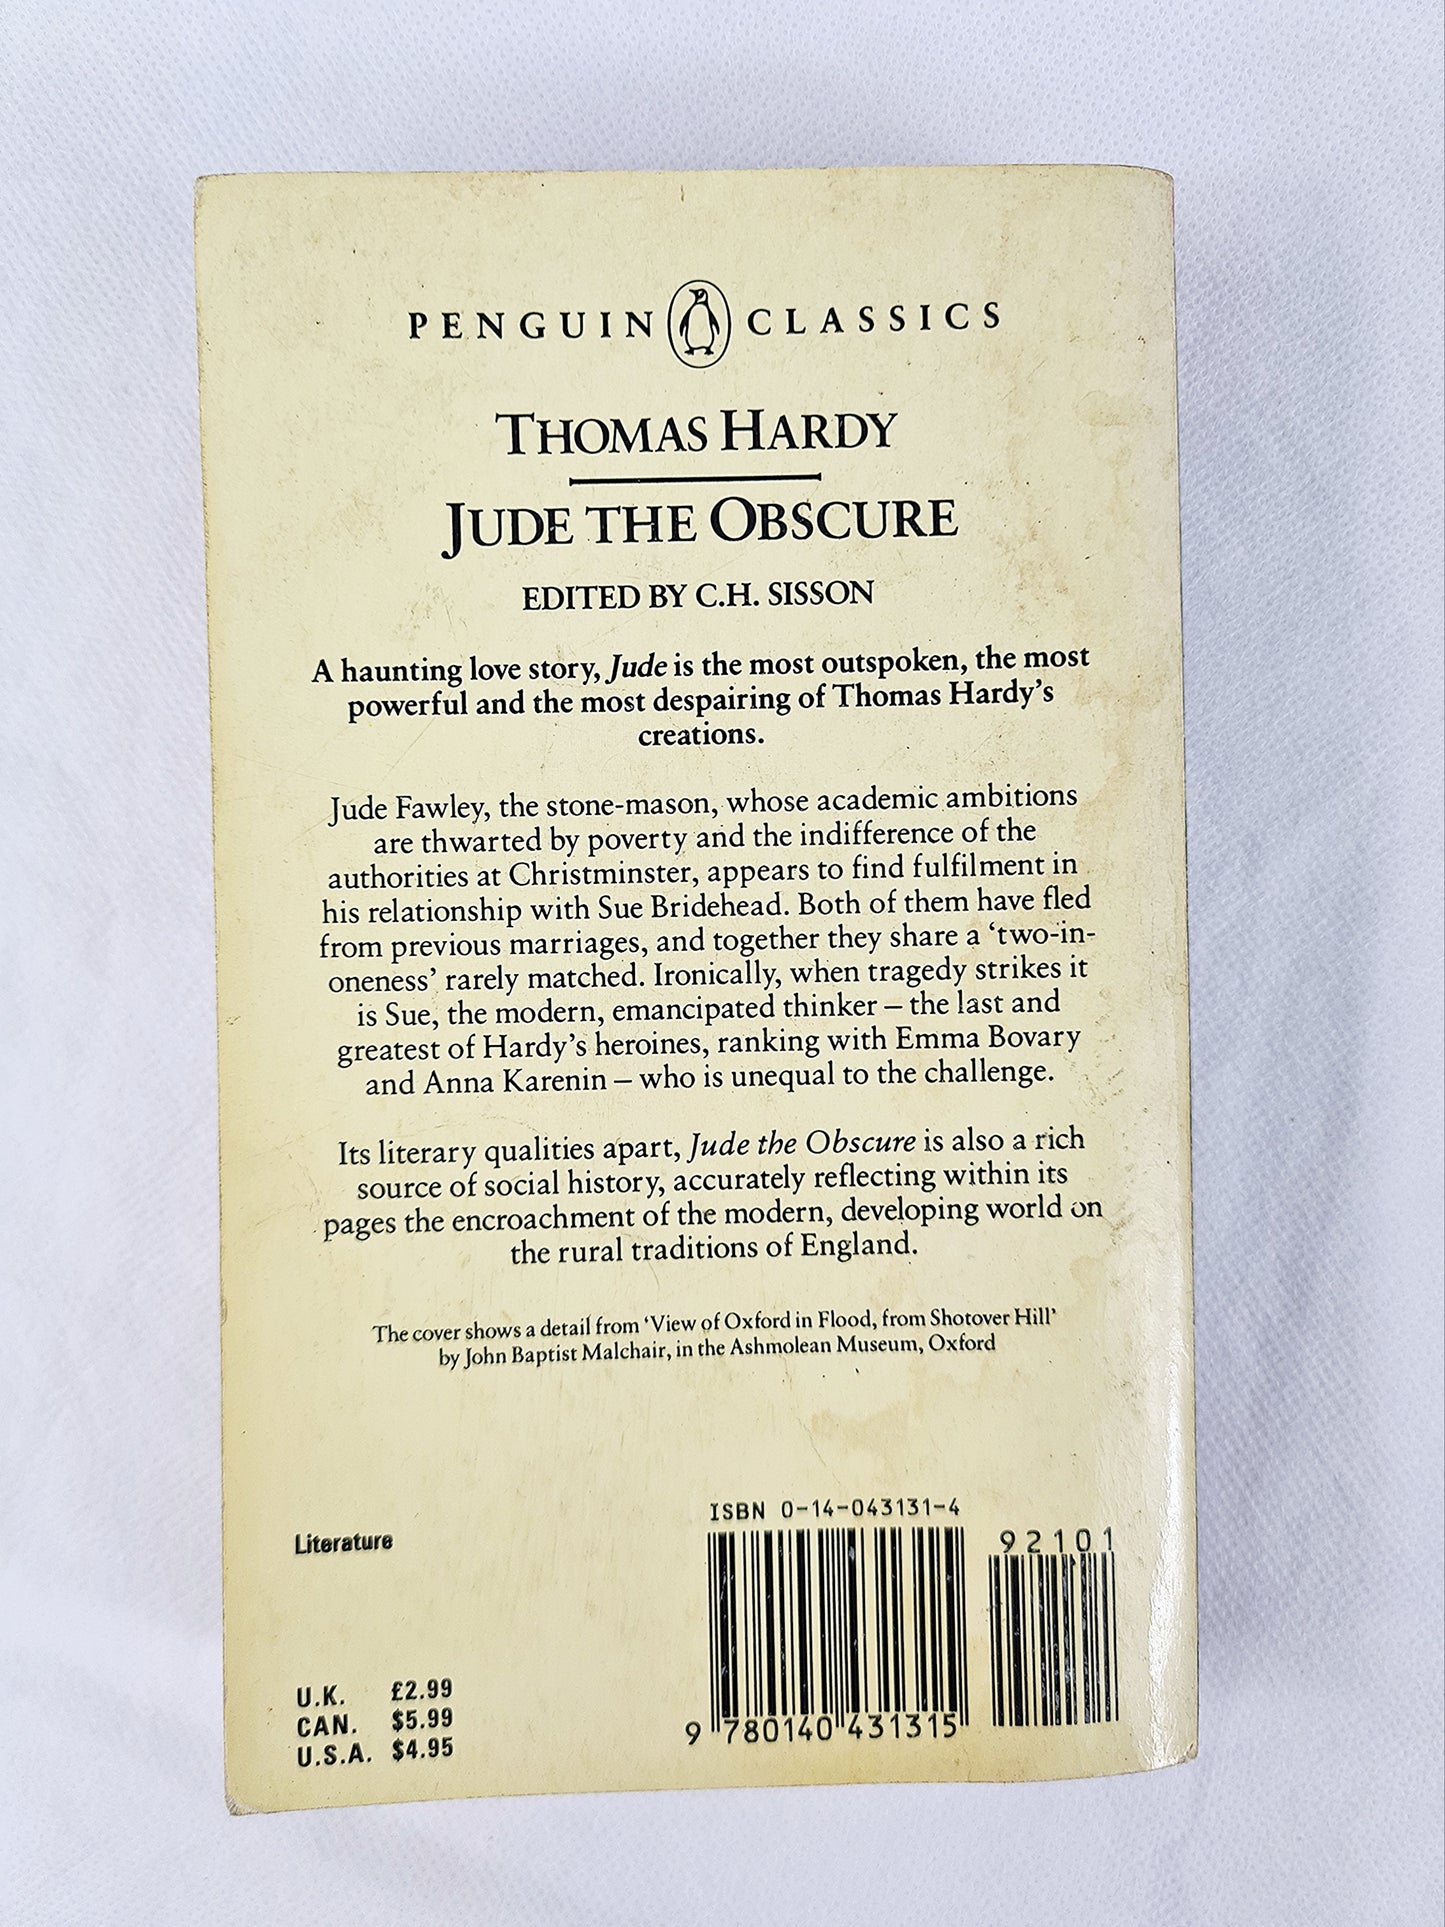 PENGUIN CLASSICS
THOMAS HARDY
JUDE THE OBSCURE
EDITED BY C.H. SISSON
A haunting love story, Jude is the most outspoken, the most
powerful and the most despairing of Thomas Hardy's
creations.
Jude Fawley, the stone-mason, whose academic ambitions
are thwarted by poverty and the indifference of the
authorities at Christminster, appears to find fulfilment in
his relationship with Sue Bridehead. Both of them have fled
from previous marriages, and together they share a 'two-in-
oneness' rarely matched. Ironically, when tragedy strikes it
is Sue, the modern, emancipated thinker – the last and
greatest of Hardy's heroines, ranking with Emma Bovary
and Anna Karenin – who is unequal to the challenge.
Its literary qualities apart, Jude the Obscure is also a rich
source of social history, accurately reflecting within its
pages the encroachment of the modern, developing world on
the rural traditions of England.
The cover shows a detail from 'View of Oxford in Flood, from Shotover Hill'
by John Baptist Malchair, in the Ashmolean Museum, Oxford
ISBN 0-14-043131-4
92101
Literature
U.K. £2.99
CAN. $5.99
U.S.A. $4.95
9 780140 431315